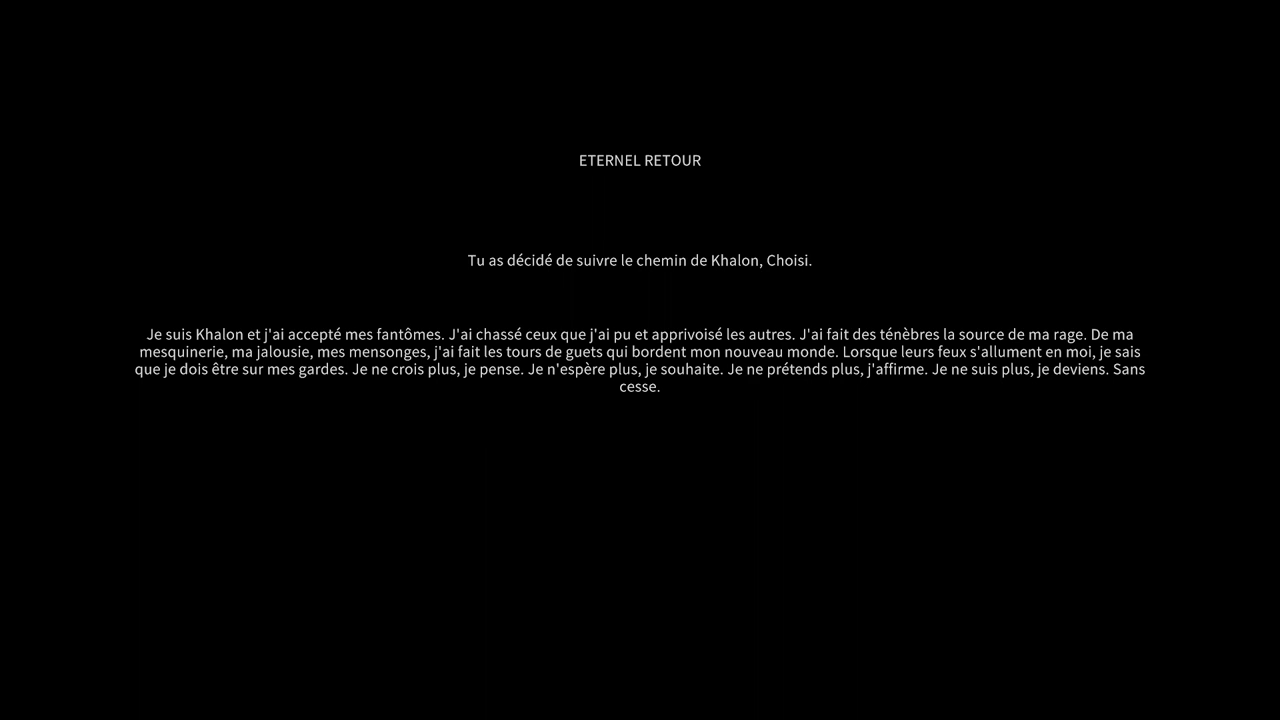 ETERNEL RETOUR
Tu as décidé de suivre le chemin de Khalon, Choisi.
Je suis Khalon et j'ai accepté mes fantômes. J'ai chassé ceux que j'ai pu et apprivoisé les autres. J'ai fait des ténèbres la source de ma rage. De ma
mesquinerie, ma jalousie, mes mensonges, j'ai fait les tours de guets qui bordent mon nouveau monde. Lorsque leurs feux s'allument en moi, je sais
que je dois être sur mes gardes. Je ne crois plus, je pense. Je n'espère plus, je souhaite. Je ne prétends plus, j'affirme. Je ne suis plus, je deviens. Sans
cesse.